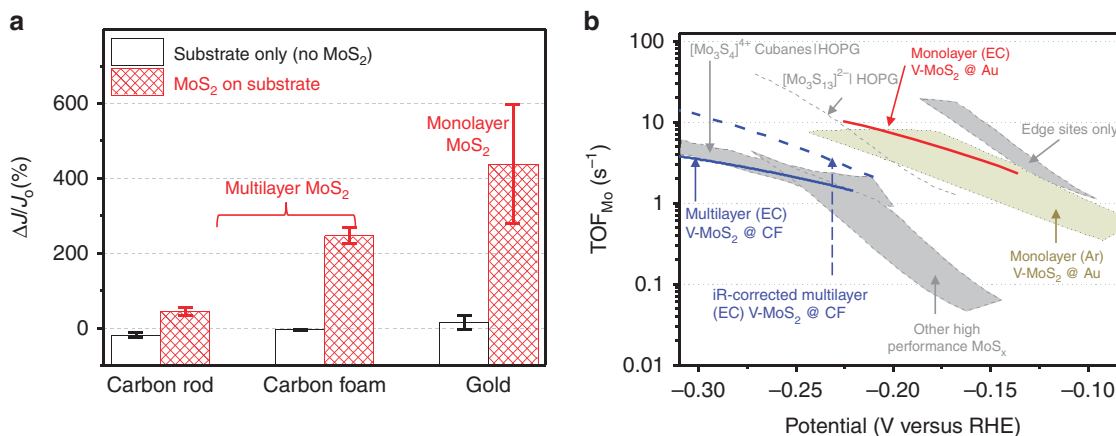 a
ΔJ/Jo(%)
600
400
200
0
Substrate only (no MoS2)
MoS2 on substrate
Monolayer
MoS2
Multilayer MoS2
Carbon rod
Carbon foam
Gold
b
TOFMo (s−1)
100
10
1
0.1
0.01
[Mo3S4]4+ Cubanes|HOPG
[Mo3S13]2−| HOPG
Monolayer (EC)
V-MoS2 @ Au
Edge sites only
Multilayer (EC)
V-MoS2 @ CF
Monolayer (Ar)
V-MoS2 @ Au
iR-corrected multilayer
(EC) V-MoS2 @ CF
Other high
performance MoSx
−0.30
−0.25
−0.20
−0.15
−0.10
Potential (V versus RHE)